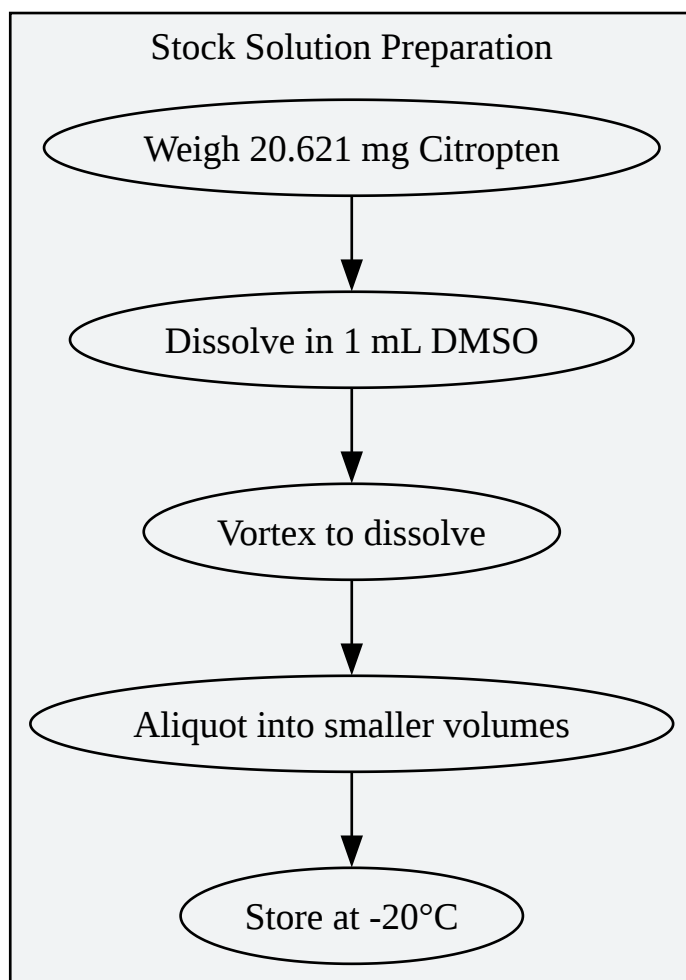 Stock Solution Preparation
Weigh 20.621 mg Citropten
Dissolve in 1 mL DMSO
Vortex to dissolve
Aliquot into smaller volumes
Store at -20°C